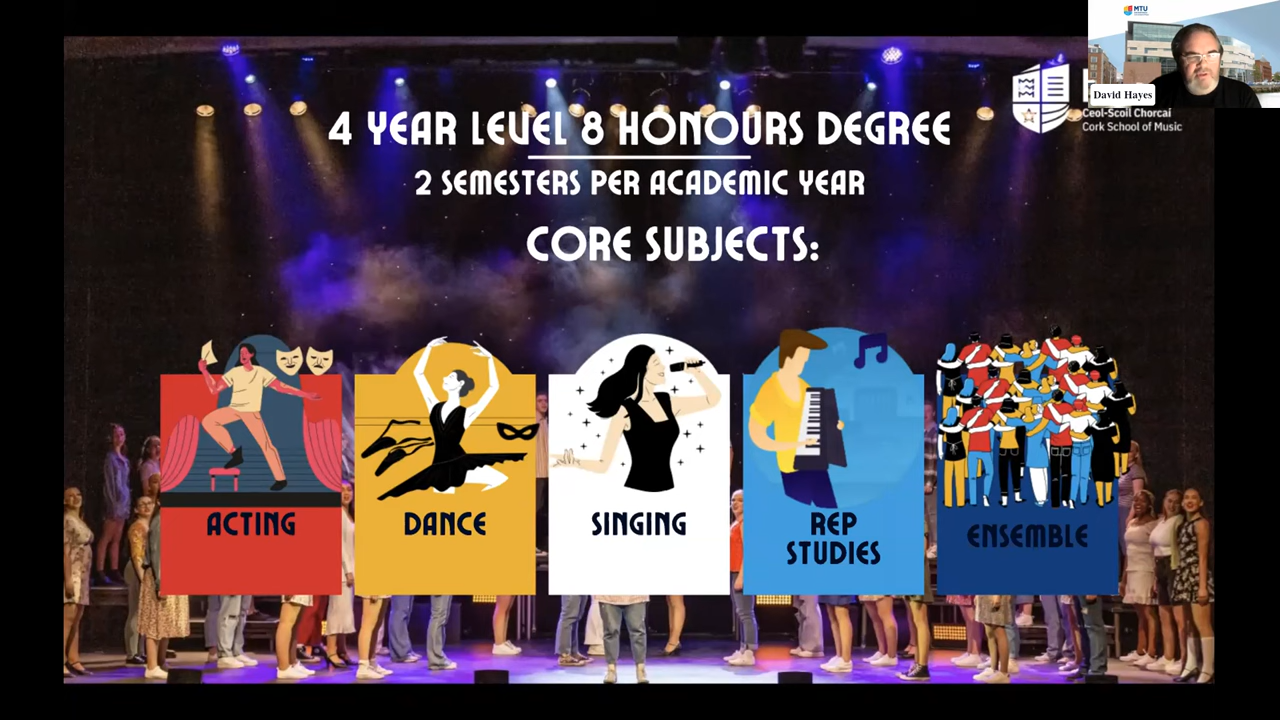 MTU
David Hayes
Ceol-Scoil Chorcaí
Cork School of Music
4 YEAR LEVEL 8 HONOURS DEGREE
2 SEMESTERS PER ACADEMIC YEAR
CORE SUBJECTS:
ACTING
DANCE
SINGING
REP
STUDIES
ENSEMBLE